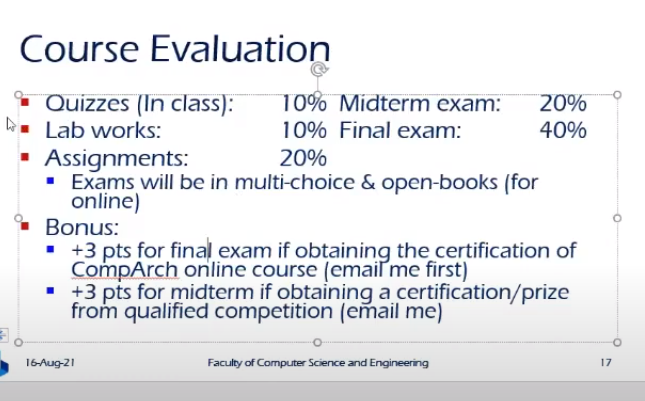 Course Evaluation
Quizzes (In class): 10% Midterm exam: 20%
Lab works: 10% Final exam: 40%
Assignments: 20%
Exams will be in multi-choice & open-books (for
online)
Bonus:
+3 pts for final exam if obtaining the certification of
CompArch online course (email me first)
+3 pts for midterm if obtaining a certification/prize
from qualified competition (email me)
16-Aug-21 Faculty of Computer Science and Engineering 17